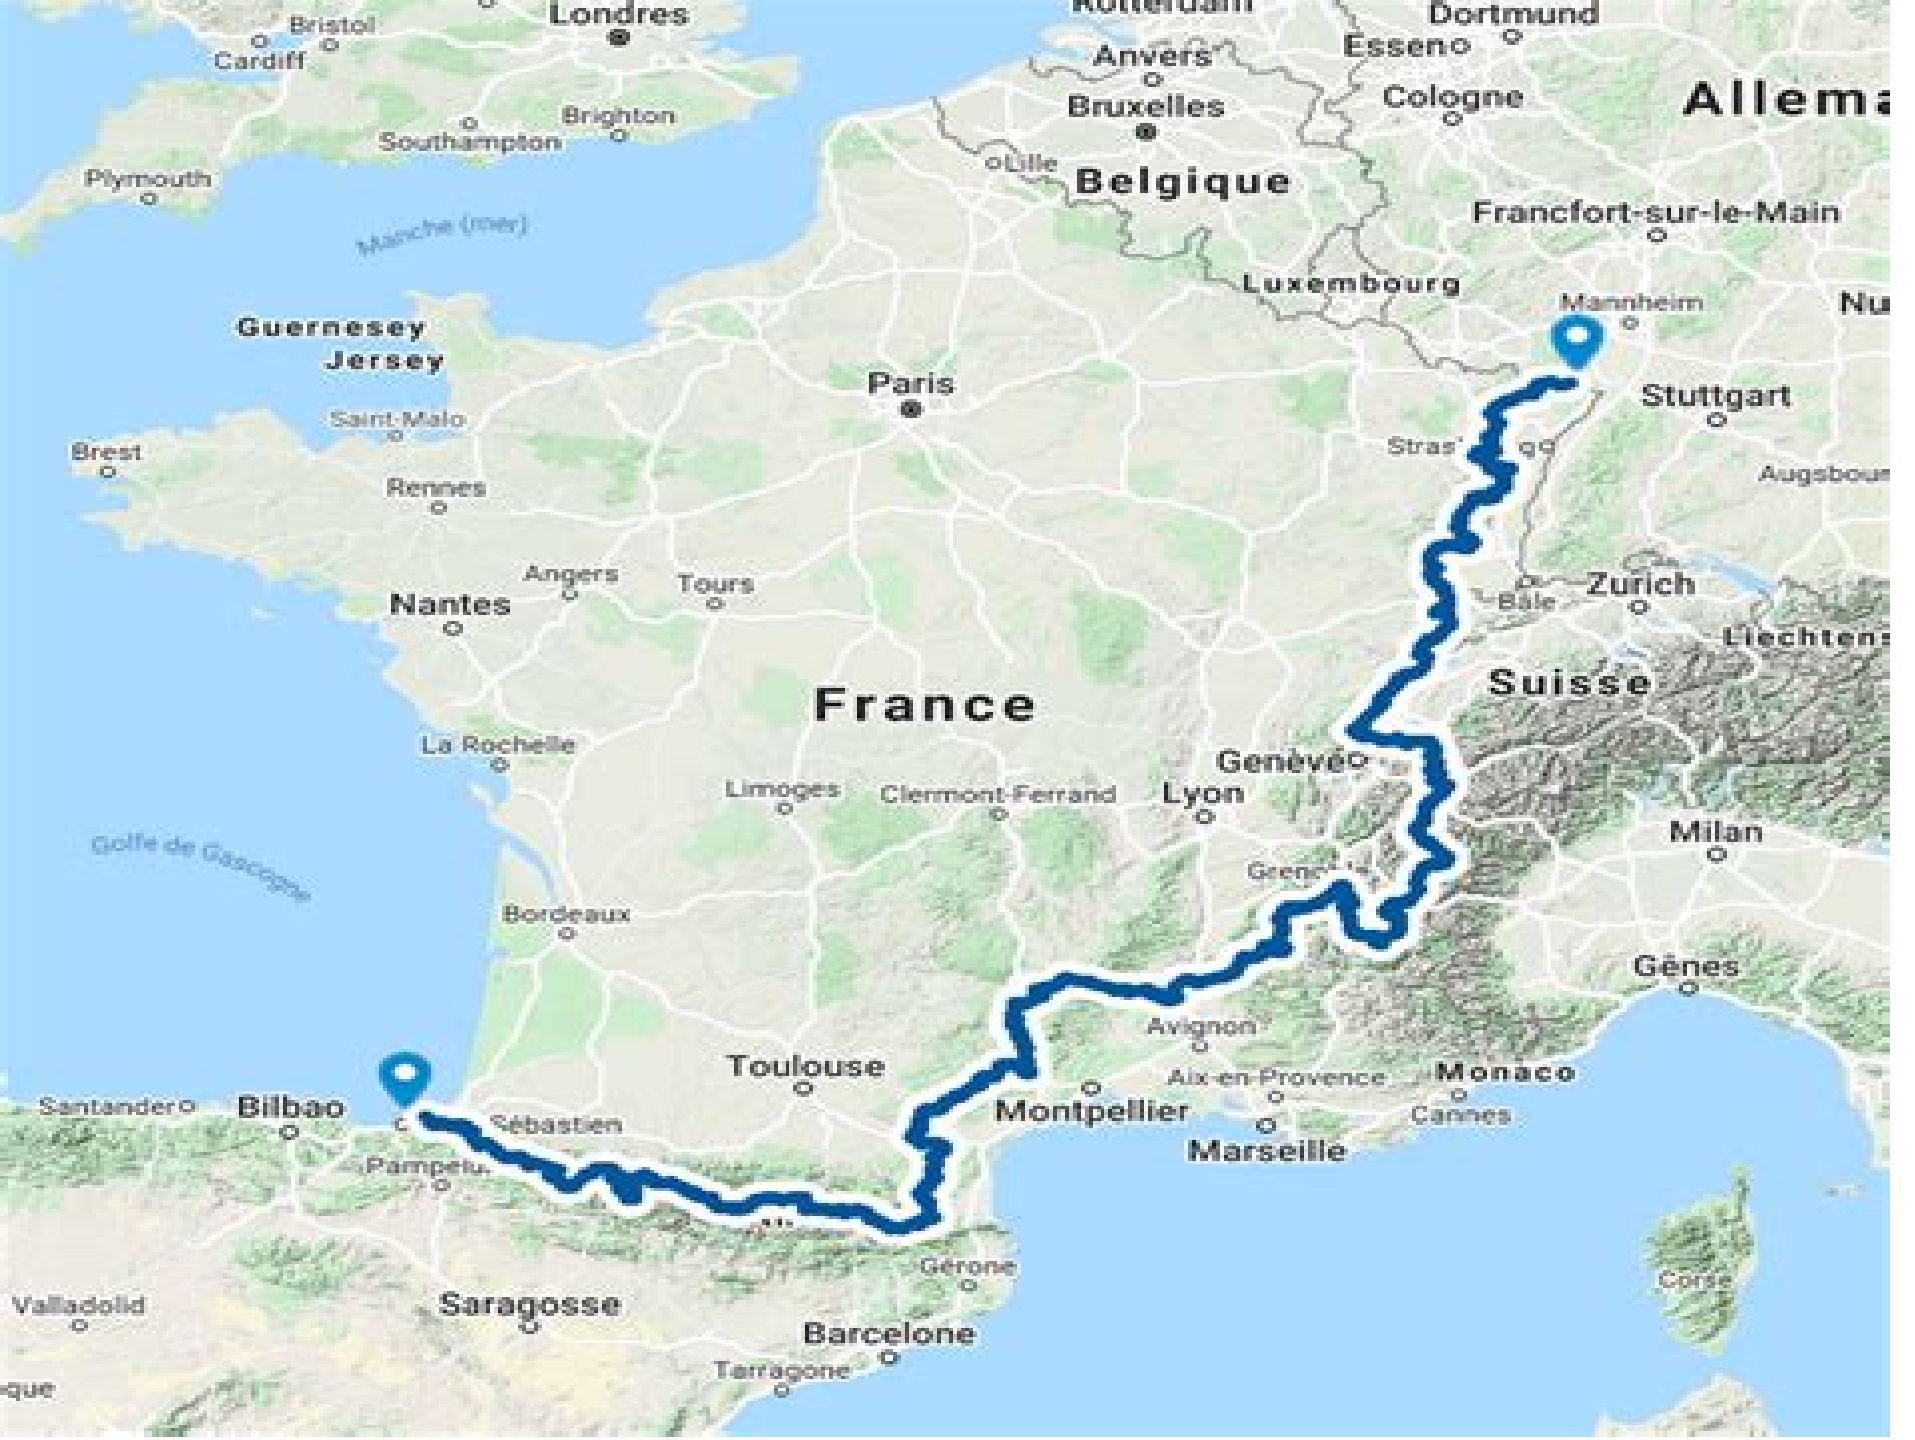 Rotterdam
Dortmund
Londres
Bristol
Cardiff
Essen
Anvers
Cologne
Allema
Bruxelles
Brighton
Southampton
Lille
Plymouth
Belgique
Francfort-sur-le-Main
Manche (mer)
Luxembourg
Mannheim
Nu
Guernesey
Jersey
Paris
Stuttgart
Saint-Malo
Brest
Stras
g
Augsbour
Rennes
Angers
Tours
Zurich
Nantes
Bâle
Liechtens
Suisse
France
La Rochelle
Genève
Limoges
Clermont-Ferrand
Lyon
Milan
Golfe de Gascogne
Greno
Bordeaux
Gênes
Avignon
Toulouse
Aix-en-Provence
Monaco
Santander
Bilbao
Montpellier
Cannes
Sébastien
Marseille
Pampelu
Gérone
Corse
Valladolid
Saragosse
Barcelone
Tarragone
que